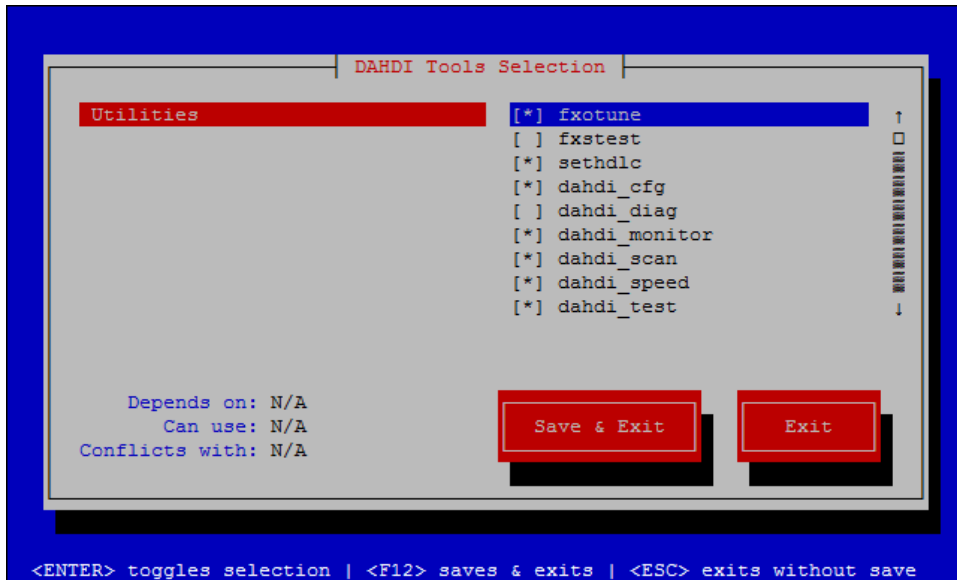 DAHDI Tools Selection
Utilities
[*] fxotune
[ ] fxstest
[*] sethdlc
[*] dahdi_cfg
[ ] dahdi_diag
[*] dahdi_monitor
[*] dahdi_scan
[*] dahdi_speed
[*] dahdi_test
Depends on: N/A
Can use: N/A
Conflicts with: N/A
Save & Exit
Exit
<ENTER> toggles selection | <F12> saves & exits | <ESC> exits without save